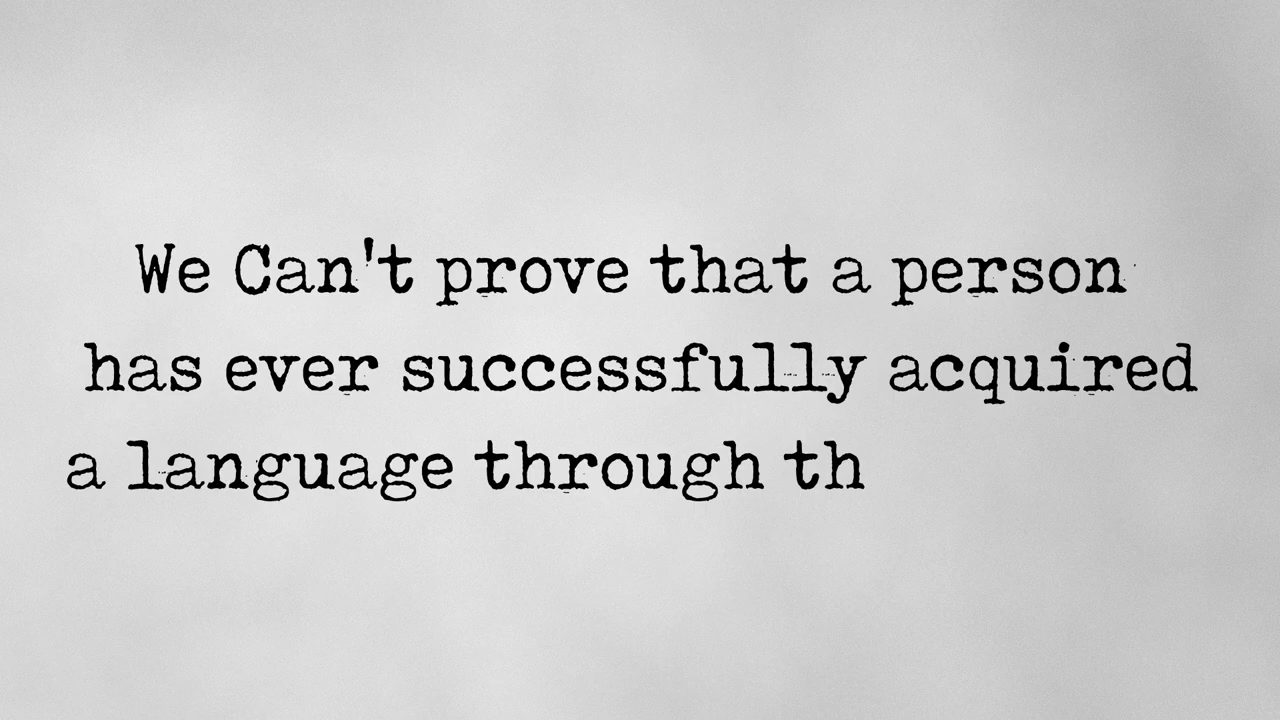 We Can't prove that a person
has ever successfully acquired
a language through th